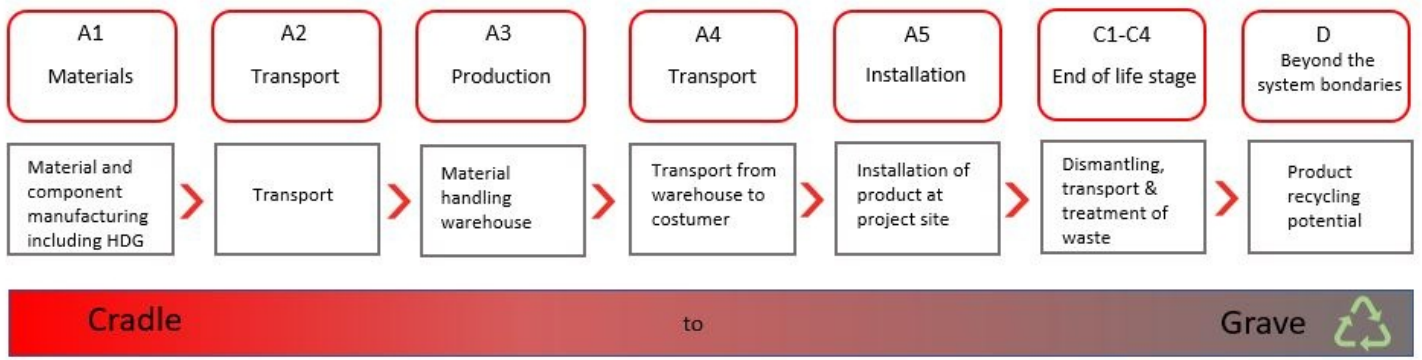 A1
Materials
A2
Transport
A3
Production
A4
Transport
A5
Installation
C1-C4
End of life stage
D
Beyond the
system bondaries
Material and
component
manufacturing
including HDG
Transport
Material
handling
warehouse
Transport from
warehouse to
costumer
Installation of
product at
project site
Dismantling,
transport &
treatment of
waste
Product
recycling
potential
Cradle to Grave